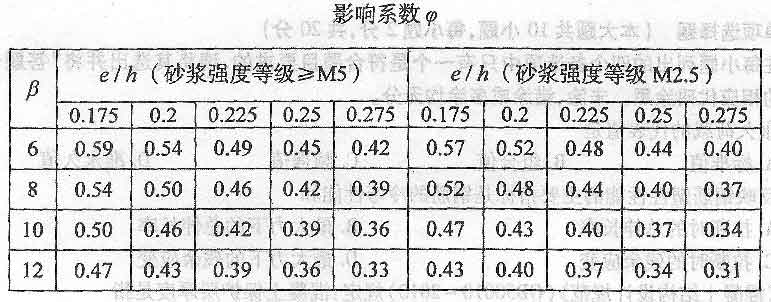 影响系数φ
β e/h（砂浆强度等级≥M5） e/h（砂浆强度等级 M2.5）
0.175 0.2 0.225 0.25 0.275 0.175 0.2 0.225 0.25 0.275
6 0.59 0.54 0.49 0.45 0.42 0.57 0.52 0.48 0.44 0.40
8 0.54 0.50 0.46 0.42 0.39 0.52 0.48 0.44 0.40 0.37
10 0.50 0.46 0.42 0.39 0.36 0.47 0.43 0.40 0.37 0.34
12 0.47 0.43 0.39 0.36 0.33 0.43 0.40 0.37 0.34 0.31